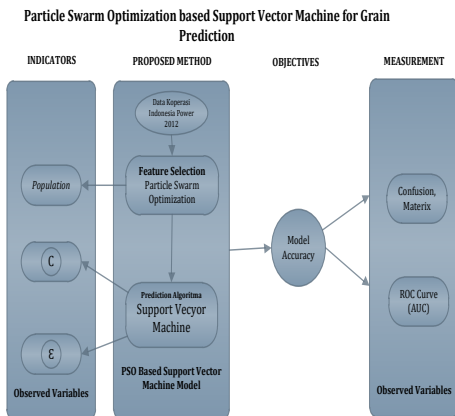 Particle Swarm Optimization based Support Vector Machine for Grain
Prediction
INDICATORS
PROPOSED METHOD
OBJECTIVES
MEASUREMENT
Data Koperasi
Indonesia Power
2012
Feature Selection
Particle Swarm
Optimization
Population
C
Ɛ
Prediction Algoritma
Support Vecyor
Machine
PSO Based Support Vector
Machine Model
Observed Variables
Model
Accuracy
Confusion,
Materix
ROC Curve
(AUC)
Observed Variables